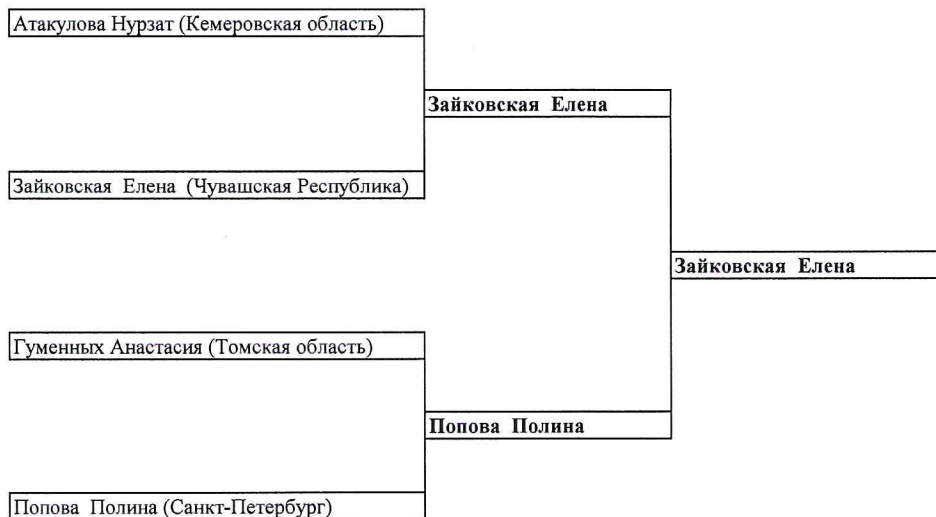 Атакулова Нурзат (Кемеровская область)
Зайковская Елена
Зайковская Елена (Чувашская Республика)
Зайковская Елена
Гуменных Анастасия (Томская область)
Попова Полина
Попова Полина (Санкт-Петербург)